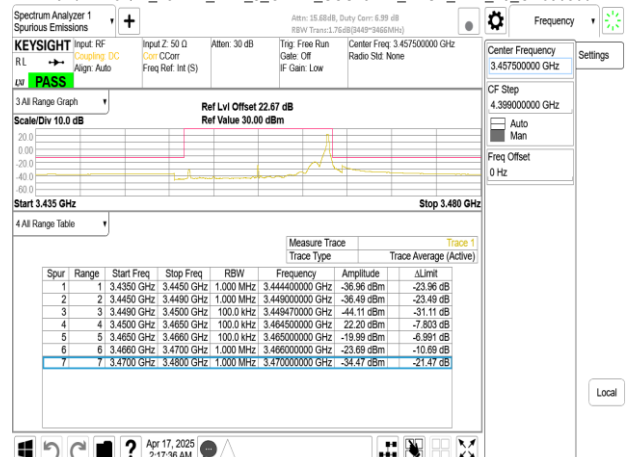 Spectrum Analyzer 1
Spurious Emissions
Attn: 15.68dB, Duty Corr: 6.99 dB
RBW Trans:1.76dB(3449~3466MHz)
Frequency
Settings
KEYSIGHT
RL
LXI PASS
Input: RF
Coupling: DC
Align: Auto
Input Z: 50 Ω
Corr CCorr
Freq Ref: Int (S)
Atten: 30 dB
Trig: Free Run
Gate: Off
IF Gain: Low
Center Freq: 3.457500000 GHz
Radio Std: None
Center Frequency
3.457500000 GHz
CF Step
4.399000000 GHz
Auto
Man
Freq Offset
0 Hz
3 All Range Graph
Scale/Div 10.0 dB
Ref Lvl Offset 22.67 dB
Ref Value 30.00 dBm
20.0
0.00
-20.0
-40.0
-60.0
Start 3.435 GHz
Stop 3.480 GHz
4 All Range Table
Measure Trace Trace 1
Trace Type Trace Average (Active)
Spur Range Start Freq Stop Freq RBW Frequency Amplitude ΔLimit
1 1 3.4350 GHz 3.4450 GHz 1.000 MHz 3.444400000 GHz -36.96 dBm -23.96 dB
2 2 3.4450 GHz 3.4490 GHz 1.000 MHz 3.449000000 GHz -36.49 dBm -23.49 dB
3 3 3.4490 GHz 3.4500 GHz 100.0 kHz 3.449470000 GHz -44.11 dBm -31.11 dB
4 4 3.4500 GHz 3.4650 GHz 100.0 kHz 3.464500000 GHz 22.20 dBm -7.803 dB
5 5 3.4650 GHz 3.4660 GHz 100.0 kHz 3.465000000 GHz -19.99 dBm -6.991 dB
6 6 3.4660 GHz 3.4700 GHz 1.000 MHz 3.466000000 GHz -23.69 dBm -10.69 dB
7 7 3.4700 GHz 3.4800 GHz 1.000 MHz 3.470000000 GHz -34.47 dBm -21.47 dB
Local
Apr 17, 2025
2:17:36 AM